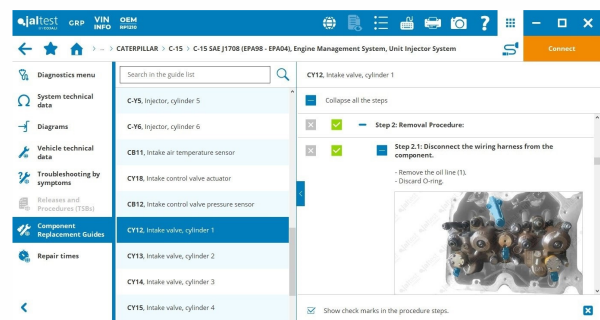 jaltest GRP VIN INFO OEM RP1210
CATERPILLAR > C-15 > C-15 SAE J1708 (EPA98 - EPA04), Engine Management System, Unit Injector System
Connect
Diagnostics menu
System technical data
Diagrams
Vehicle technical data
Troubleshooting by symptoms
Releases and Procedures (TSBs)
Component Replacement Guides
Repair times
Search in the guide list
C-Y5, Injector, cylinder 5
C-Y6, Injector, cylinder 6
CB11, Intake air temperature sensor
CY18, Intake control valve actuator
CB12, Intake control valve pressure sensor
CY12, Intake valve, cylinder 1
CY13, Intake valve, cylinder 2
CY14, Intake valve, cylinder 3
CY15, Intake valve, cylinder 4
CY12, Intake valve, cylinder 1
Collapse all the steps
Step 2: Removal Procedure:
Step 2.1: Disconnect the wiring harness from the
component.
- Remove the oil line (1).
- Discard O-ring.
Show check marks in the procedure steps.